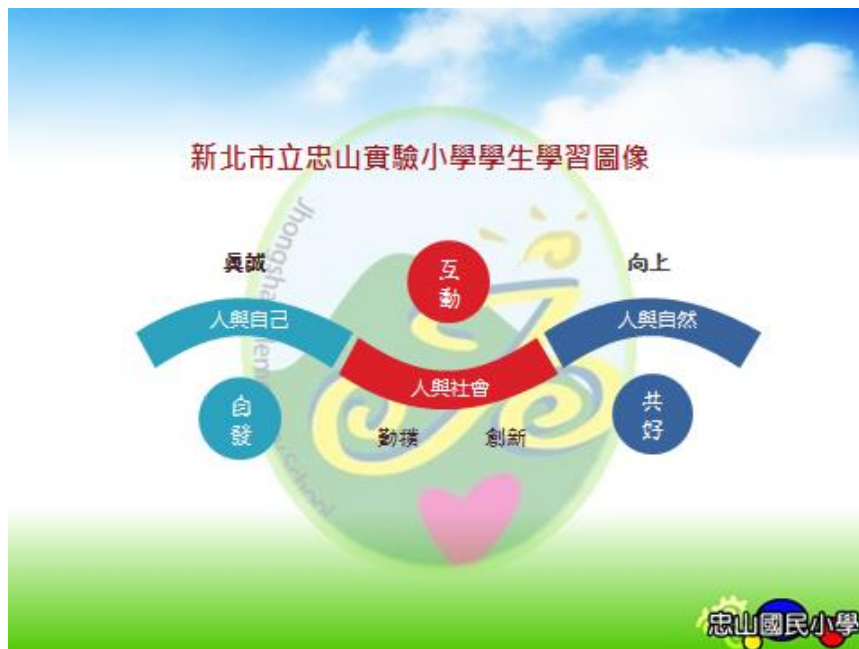 新北市立忠山實驗小學學生學習圖像
真誠
互動
向上
人與自己
人與社會
人與自然
自發
共好
勤樸
創新
School
忠山國民小學